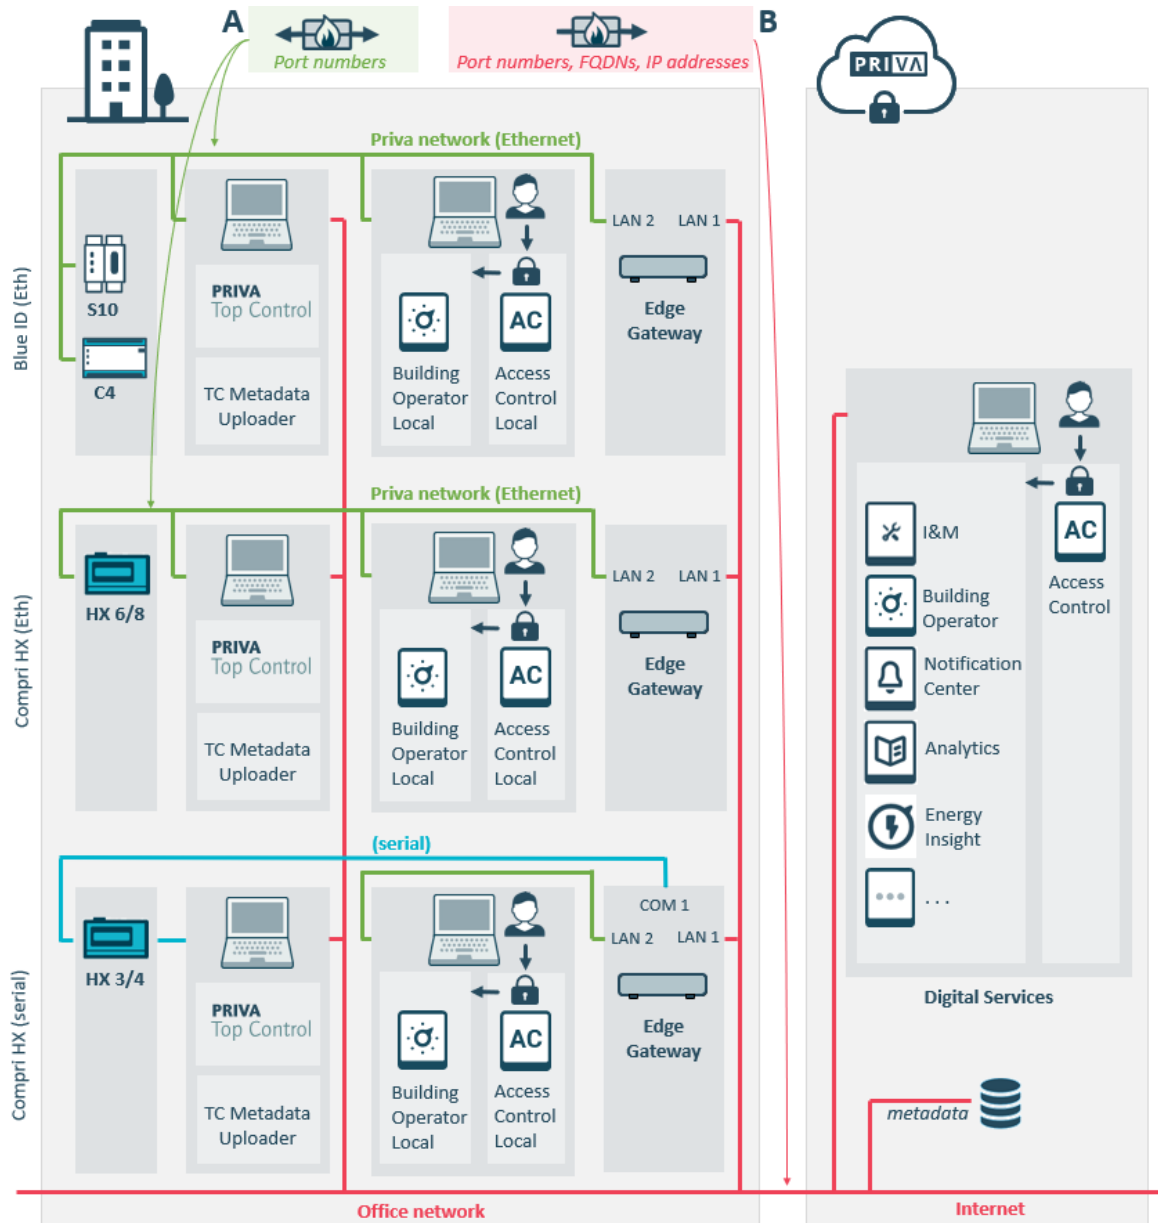 A
Port numbers
B
Port numbers, FQDNs, IP addresses
PRIVA
Priva network (Ethernet)
Blue ID (Eth)
S10
C4
PRIVA
Top Control
TC Metadata
Uploader
Building
Operator
Local
AC
Access
Control
Local
LAN 2
LAN 1
Edge
Gateway
Priva network (Ethernet)
Compri HX (Eth)
HX 6/8
PRIVA
Top Control
TC Metadata
Uploader
Building
Operator
Local
AC
Access
Control
Local
LAN 2
LAN 1
Edge
Gateway
(serial)
Compri HX (serial)
HX 3/4
PRIVA
Top Control
TC Metadata
Uploader
Building
Operator
Local
AC
Access
Control
Local
COM 1
LAN 2
LAN 1
Edge
Gateway
I&M
Building
Operator
Notification
Center
Analytics
Energy
Insight
...
AC
Access
Control
Digital Services
metadata
Office network
Internet